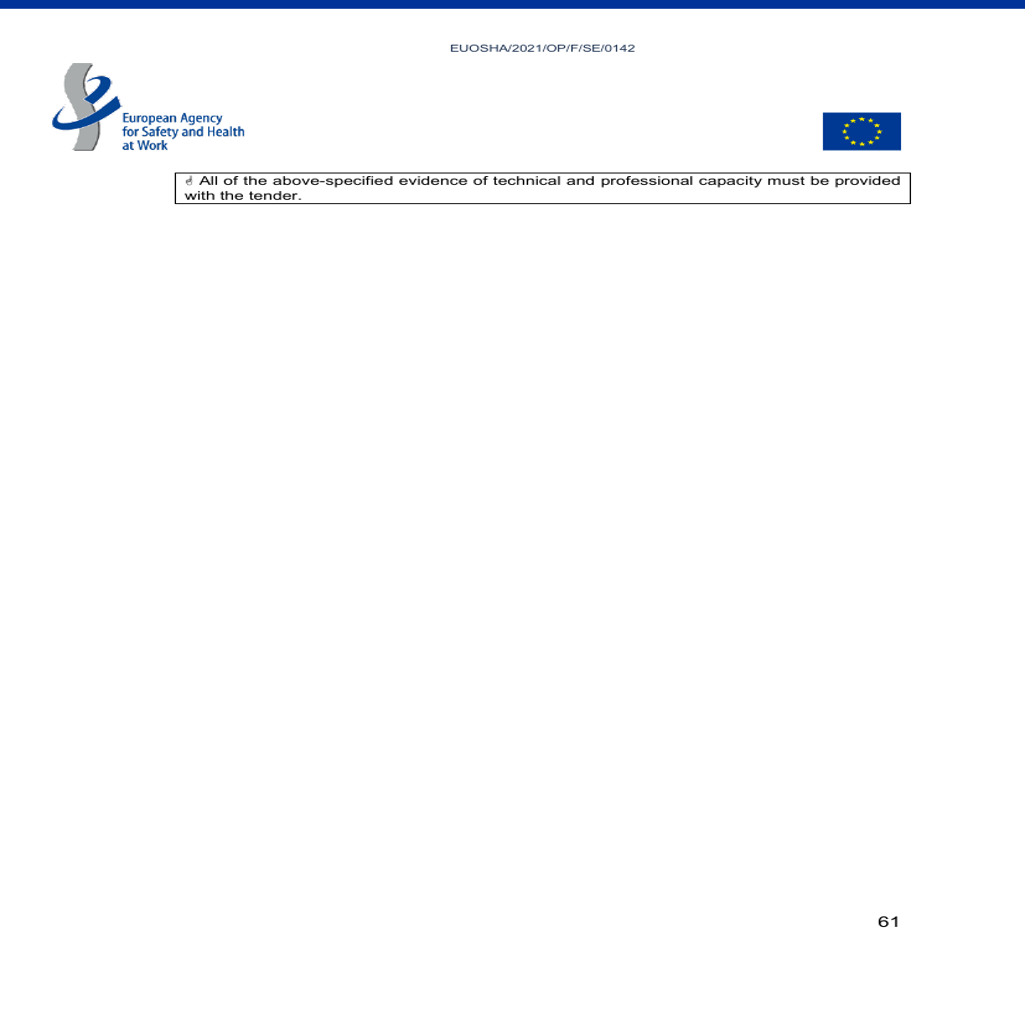 EUOSHA/2021/OP/F/SE/0142
European Agency
for Safety and Health
at Work
☝ All of the above-specified evidence of technical and professional capacity must be provided
with the tender.
61